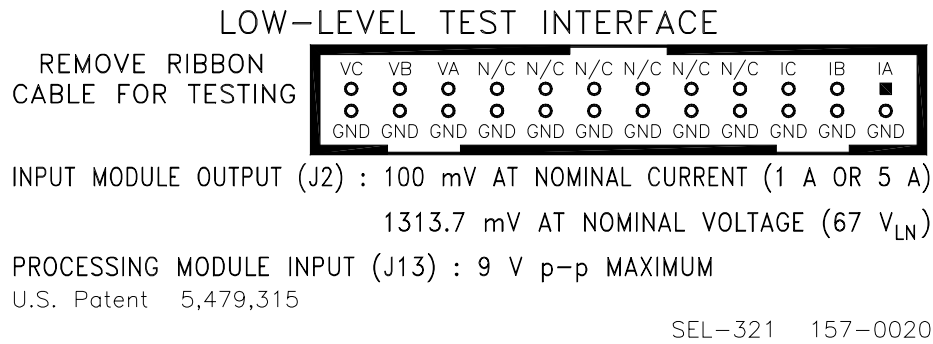 LOW-LEVEL TEST INTERFACE
REMOVE RIBBON
CABLE FOR TESTING
VC VB VA N/C N/C N/C N/C N/C N/C IC IB IA
GND GND GND GND GND GND GND GND GND GND GND GND
INPUT MODULE OUTPUT (J2) : 100 mV AT NOMINAL CURRENT (1 A OR 5 A)
1313.7 mV AT NOMINAL VOLTAGE (67 VLN)
PROCESSING MODULE INPUT (J13) : 9 V p-p MAXIMUM
U.S. Patent 5,479,315
SEL-321 157-0020